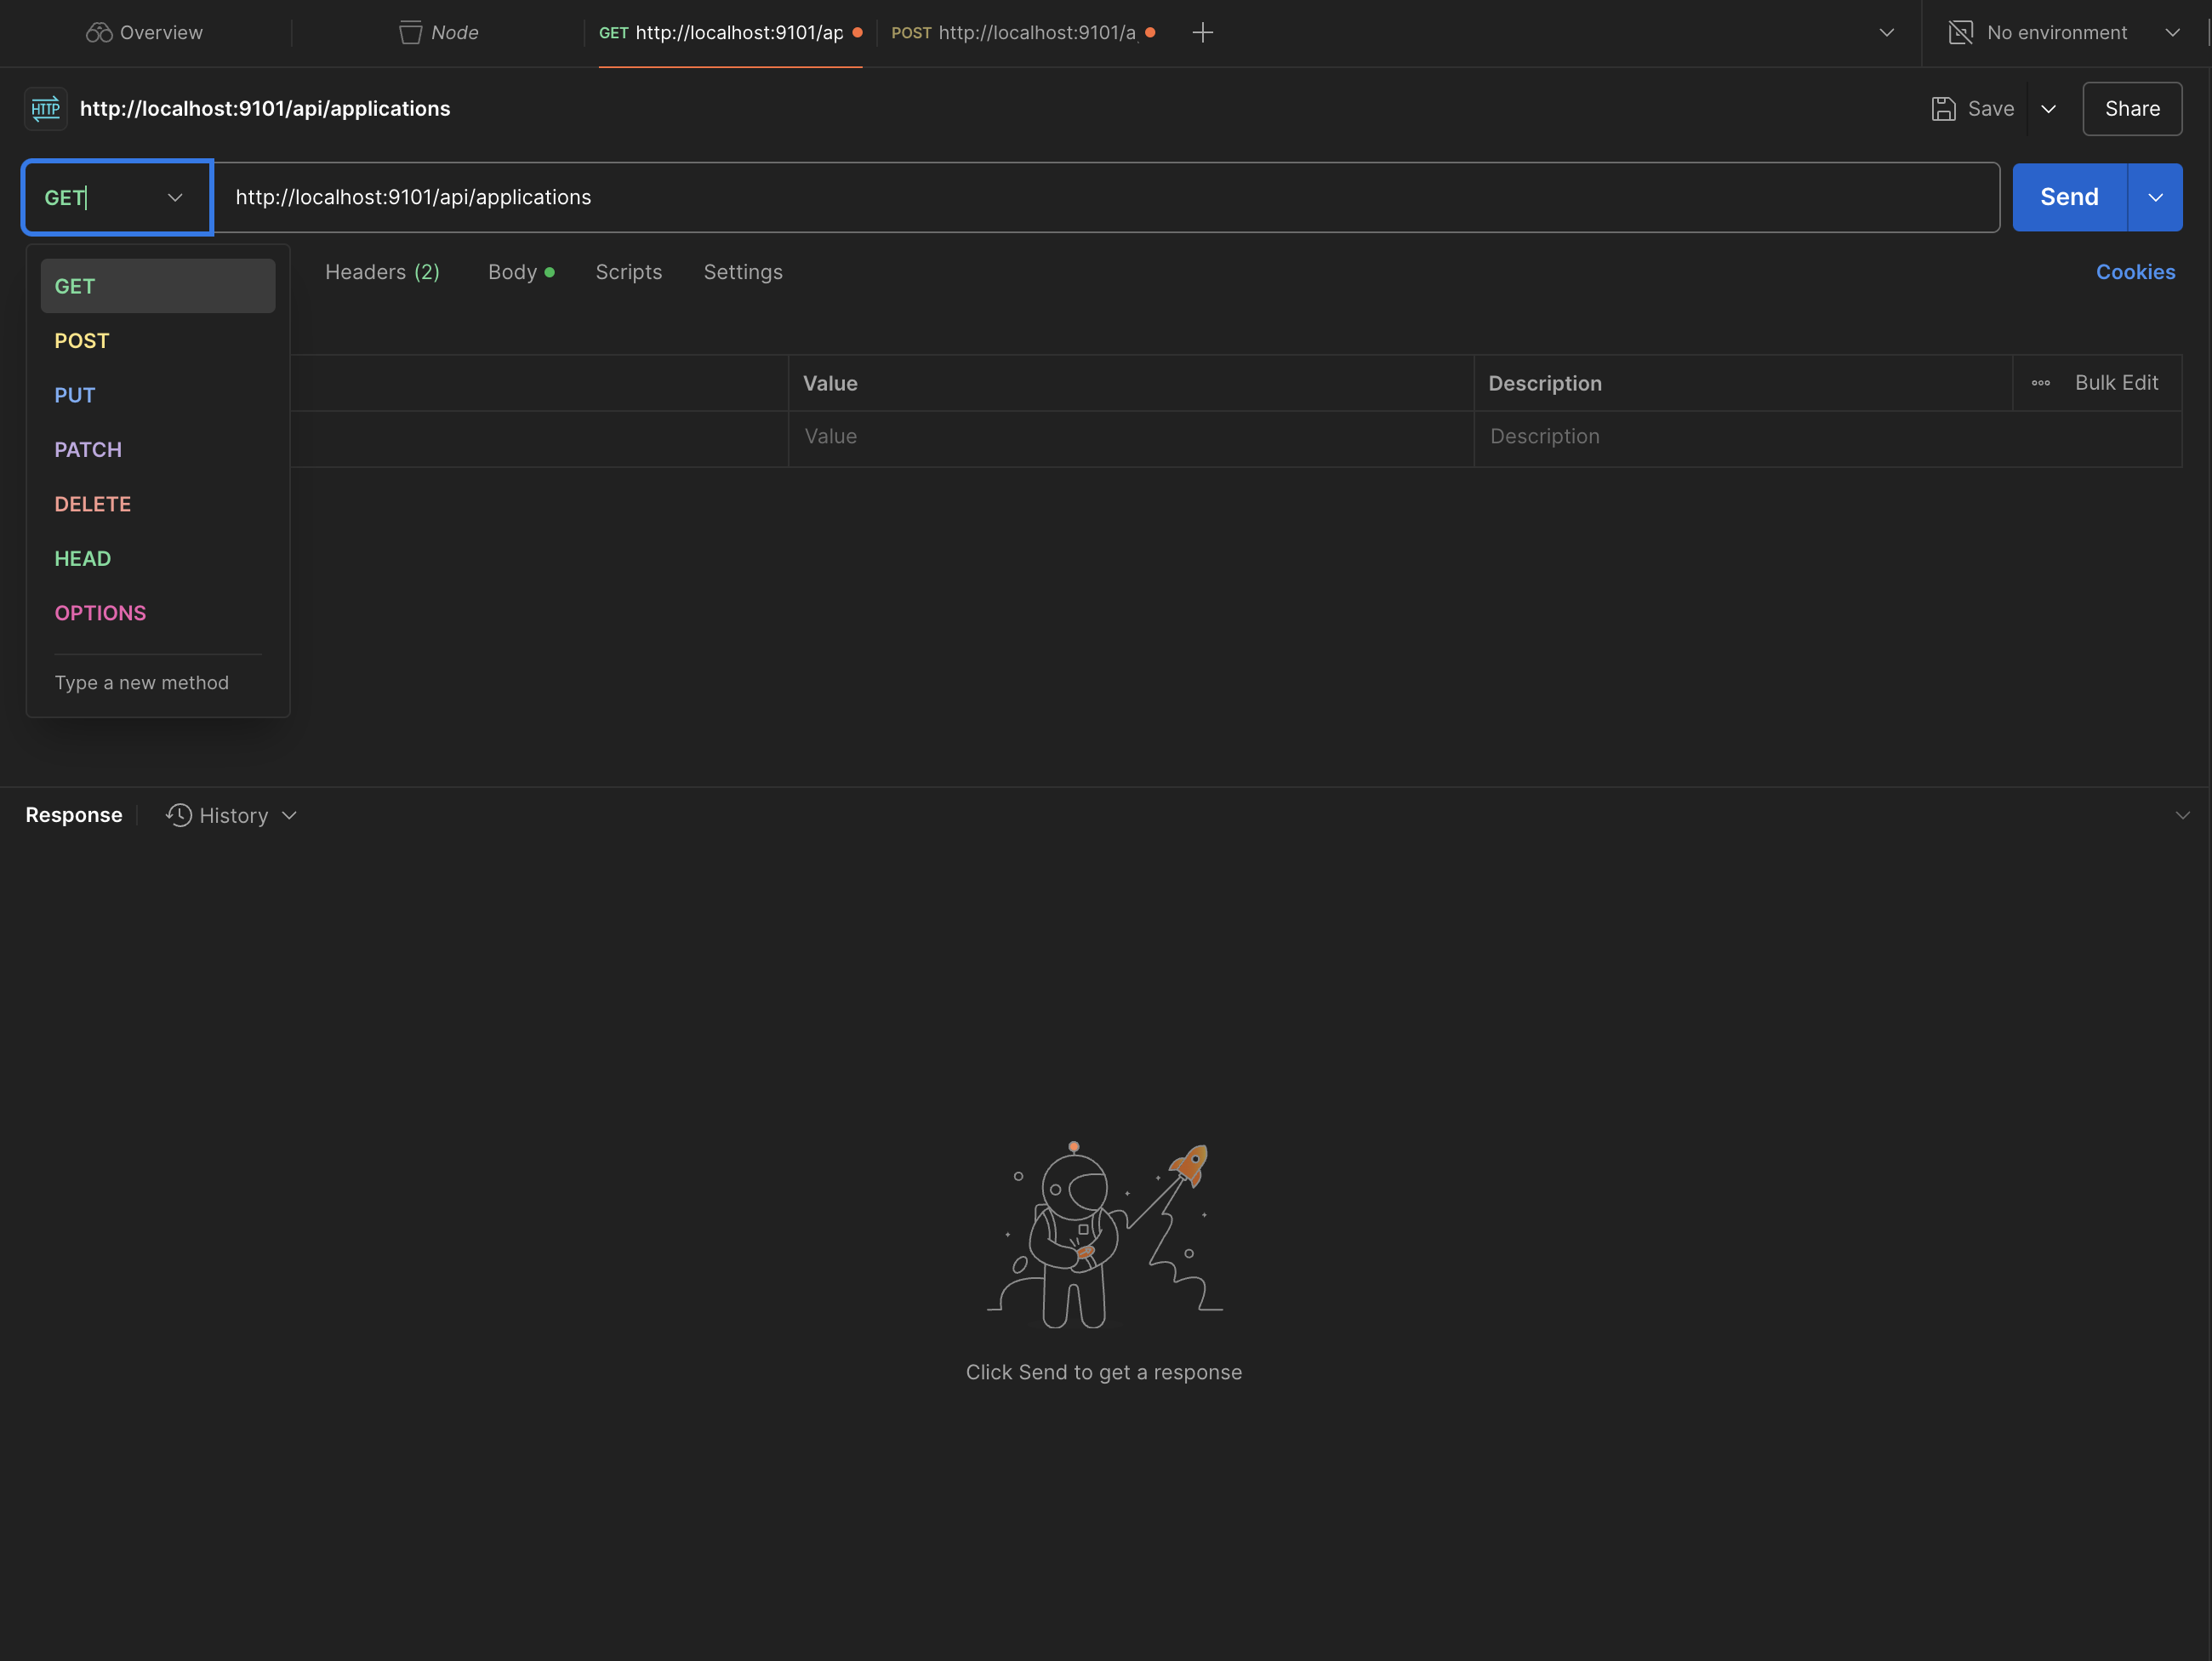 Overview
Node
GET http://localhost:9101/ap
POST http://localhost:9101/a
No environment
HTTP
http://localhost:9101/api/applications
Save
Share
GET
http://localhost:9101/api/applications
Send
Headers (2)
Body
Scripts
Settings
Cookies
GET
POST
PUT
PATCH
DELETE
HEAD
OPTIONS
Type a new method
Value
Description
Bulk Edit
Value
Description
Response
History
Click Send to get a response